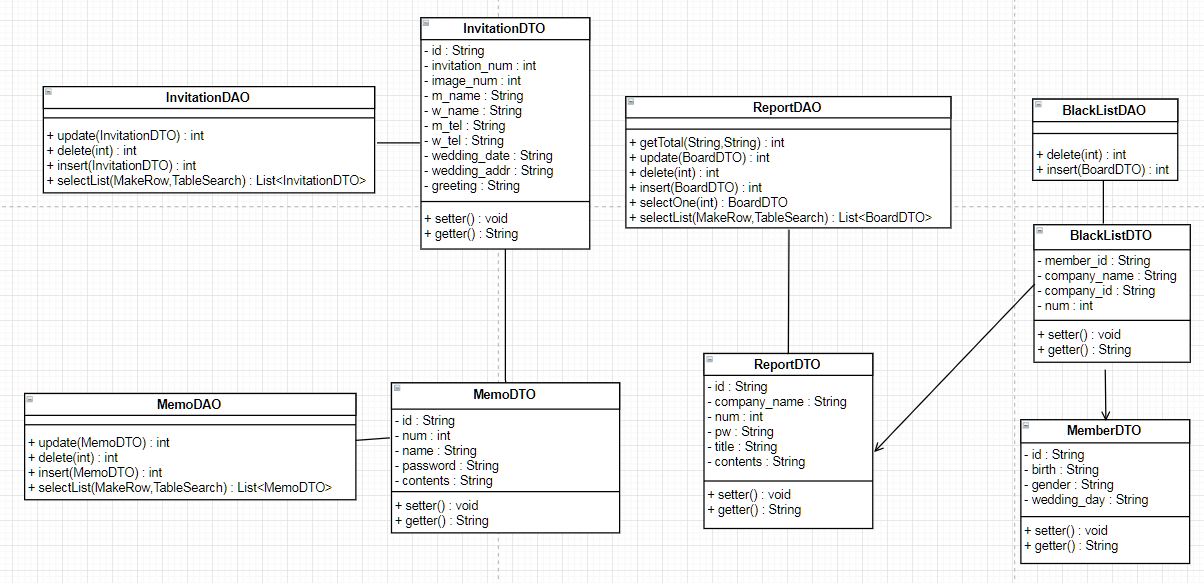 InvitationDTO
- id : String
- invitation_num : int
- image_num : int
- m_name : String
- w_name : String
- m_tel : String
- w_tel : String
- wedding_date : String
- wedding_addr : String
- greeting : String
+ setter() : void
+ getter() : String
InvitationDAO
+ update(InvitationDTO) : int
+ delete(int) : int
+ insert(InvitationDTO) : int
+ selectList(MakeRow,TableSearch) : List<InvitationDTO>
ReportDAO
+ getTotal(String,String) : int
+ update(BoardDTO) : int
+ delete(int) : int
+ insert(BoardDTO) : int
+ selectOne(int) : BoardDTO
+ selectList(MakeRow,TableSearch) : List<BoardDTO>
BlackListDAO
+ delete(int) : int
+ insert(BoardDTO) : int
BlackListDTO
- member_id : String
- company_name : String
- company_id : String
- num : int
+ setter() : void
+ getter() : String
MemoDAO
+ update(MemoDTO) : int
+ delete(int) : int
+ insert(MemoDTO) : int
+ selectList(MakeRow,TableSearch) : List<MemoDTO>
MemoDTO
- id : String
- num : int
- name : String
- password : String
- contents : String
+ setter() : void
+ getter() : String
ReportDTO
- id : String
- company_name : String
- num : int
- pw : String
- title : String
- contents : String
+ setter() : void
+ getter() : String
MemberDTO
- id : String
- birth : String
- gender : String
- wedding_day : String
+ setter() : void
+ getter() : String